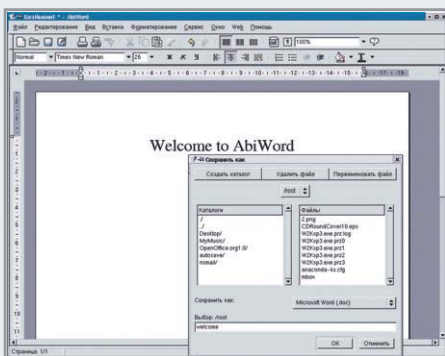 Document1 * - AbiWord
Файл Редактирование Вид Вставка Форматирование Сервис Окно Web Помощь
100%
Normal Times New Roman 26 Ж К Ч
Welcome to AbiWord
Сохранить как
Создать каталог Удалить файл Переименовать файл
/root
Каталоги
./
../
Desktop/
MyMusic/
OpenOffice.org1.0/
autosave/
nsmail/
Файлы
2.png
CDRoundCover10.eps
W2Ksp3.exe.prz.log
W2Ksp3.exe.prz0
W2Ksp3.exe.prz1
W2Ksp3.exe.prz2
W2Ksp3.exe.prz3
anaconda-ks.cfg
mbox
Сохранить как: Microsoft Word (.doc)
Выбор: /root
welcome
OK Отменить
Страница: 1/1